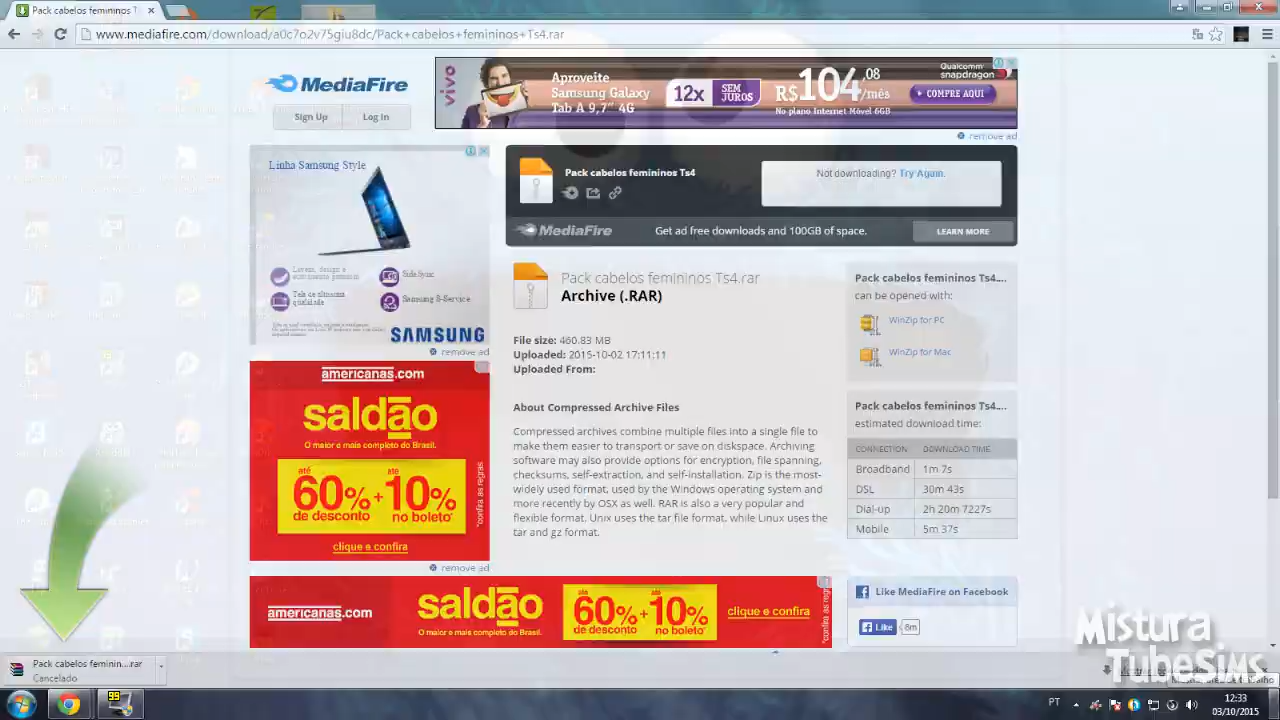 Pack cabelos femininos T
www.mediafire.com/download/a0c7o2v75giu8dc/Pack+cabelos+femininos+Ts4.rar
MediaFire
Sign Up
Log In
vivo
Aproveite
Samsung Galaxy
Tab A 9,7" 4G
12x
SEM
JUROS
R$104,08
/mês
No plano Internet Móvel 6GB
Qualcomm
snapdragon
COMPRE AQUI
remove ad
Linha Samsung Style
SideSync
Tela de altíssima
qualidade
Samsung S-Service
SAMSUNG
remove ad
Pack cabelos femininos Ts4
Not downloading? Try Again.
MediaFire
Get ad free downloads and 100GB of space.
LEARN MORE
Pack cabelos femininos Ts4.rar
Archive (.RAR)
File size: 460.83 MB
Uploaded: 2015-10-02 17:11:11
Uploaded From:
About Compressed Archive Files
Compressed archives combine multiple files into a single file to
make them easier to transport or save on diskspace. Archiving
software may also provide options for encryption, file spanning,
checksums, self-extraction, and self-installation. Zip is the most-
widely used format, used by the Windows operating system and
more recently by OSX as well. RAR is also a very popular and
flexible format. Unix uses the tar file format, while Linux uses the
tar and gz format.
Pack cabelos femininos Ts4....
can be opened with:
WinZip for PC
WinZip for Mac
Pack cabelos femininos Ts4....
estimated download time:
CONNECTION DOWNLOAD TIME
Broadband 1m 7s
DSL 30m 43s
Dial-up 2h 20m 7227s
Mobile 5m 37s
americanas.com
saldão
O maior e mais completo do Brasil.
até
60%
de desconto
+
até
10%
no boleto*
*confira as regras
clique e confira
remove ad
americanas.com
saldão
O maior e mais completo do Brasil.
até
60%
de desconto
+
até
10%
no boleto*
clique e confira
*confira as regras
Like MediaFire on Facebook
Like
8m
Pack cabelos feminin...rar
Cancelado
TubeSims
PT
12:33
03/10/2015